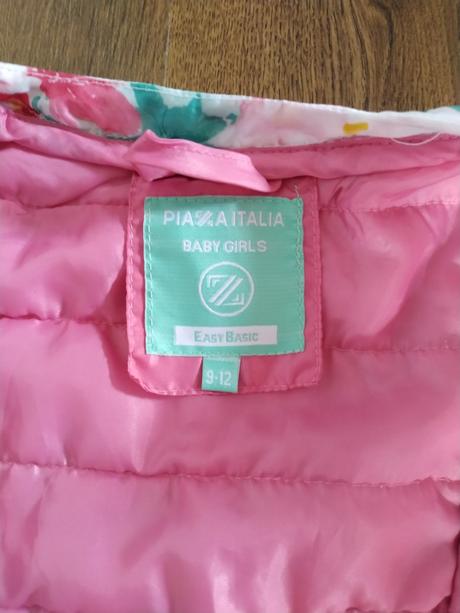 PIAZZA ITALIA
BABY GIRLS
EASY BASIC
9-12